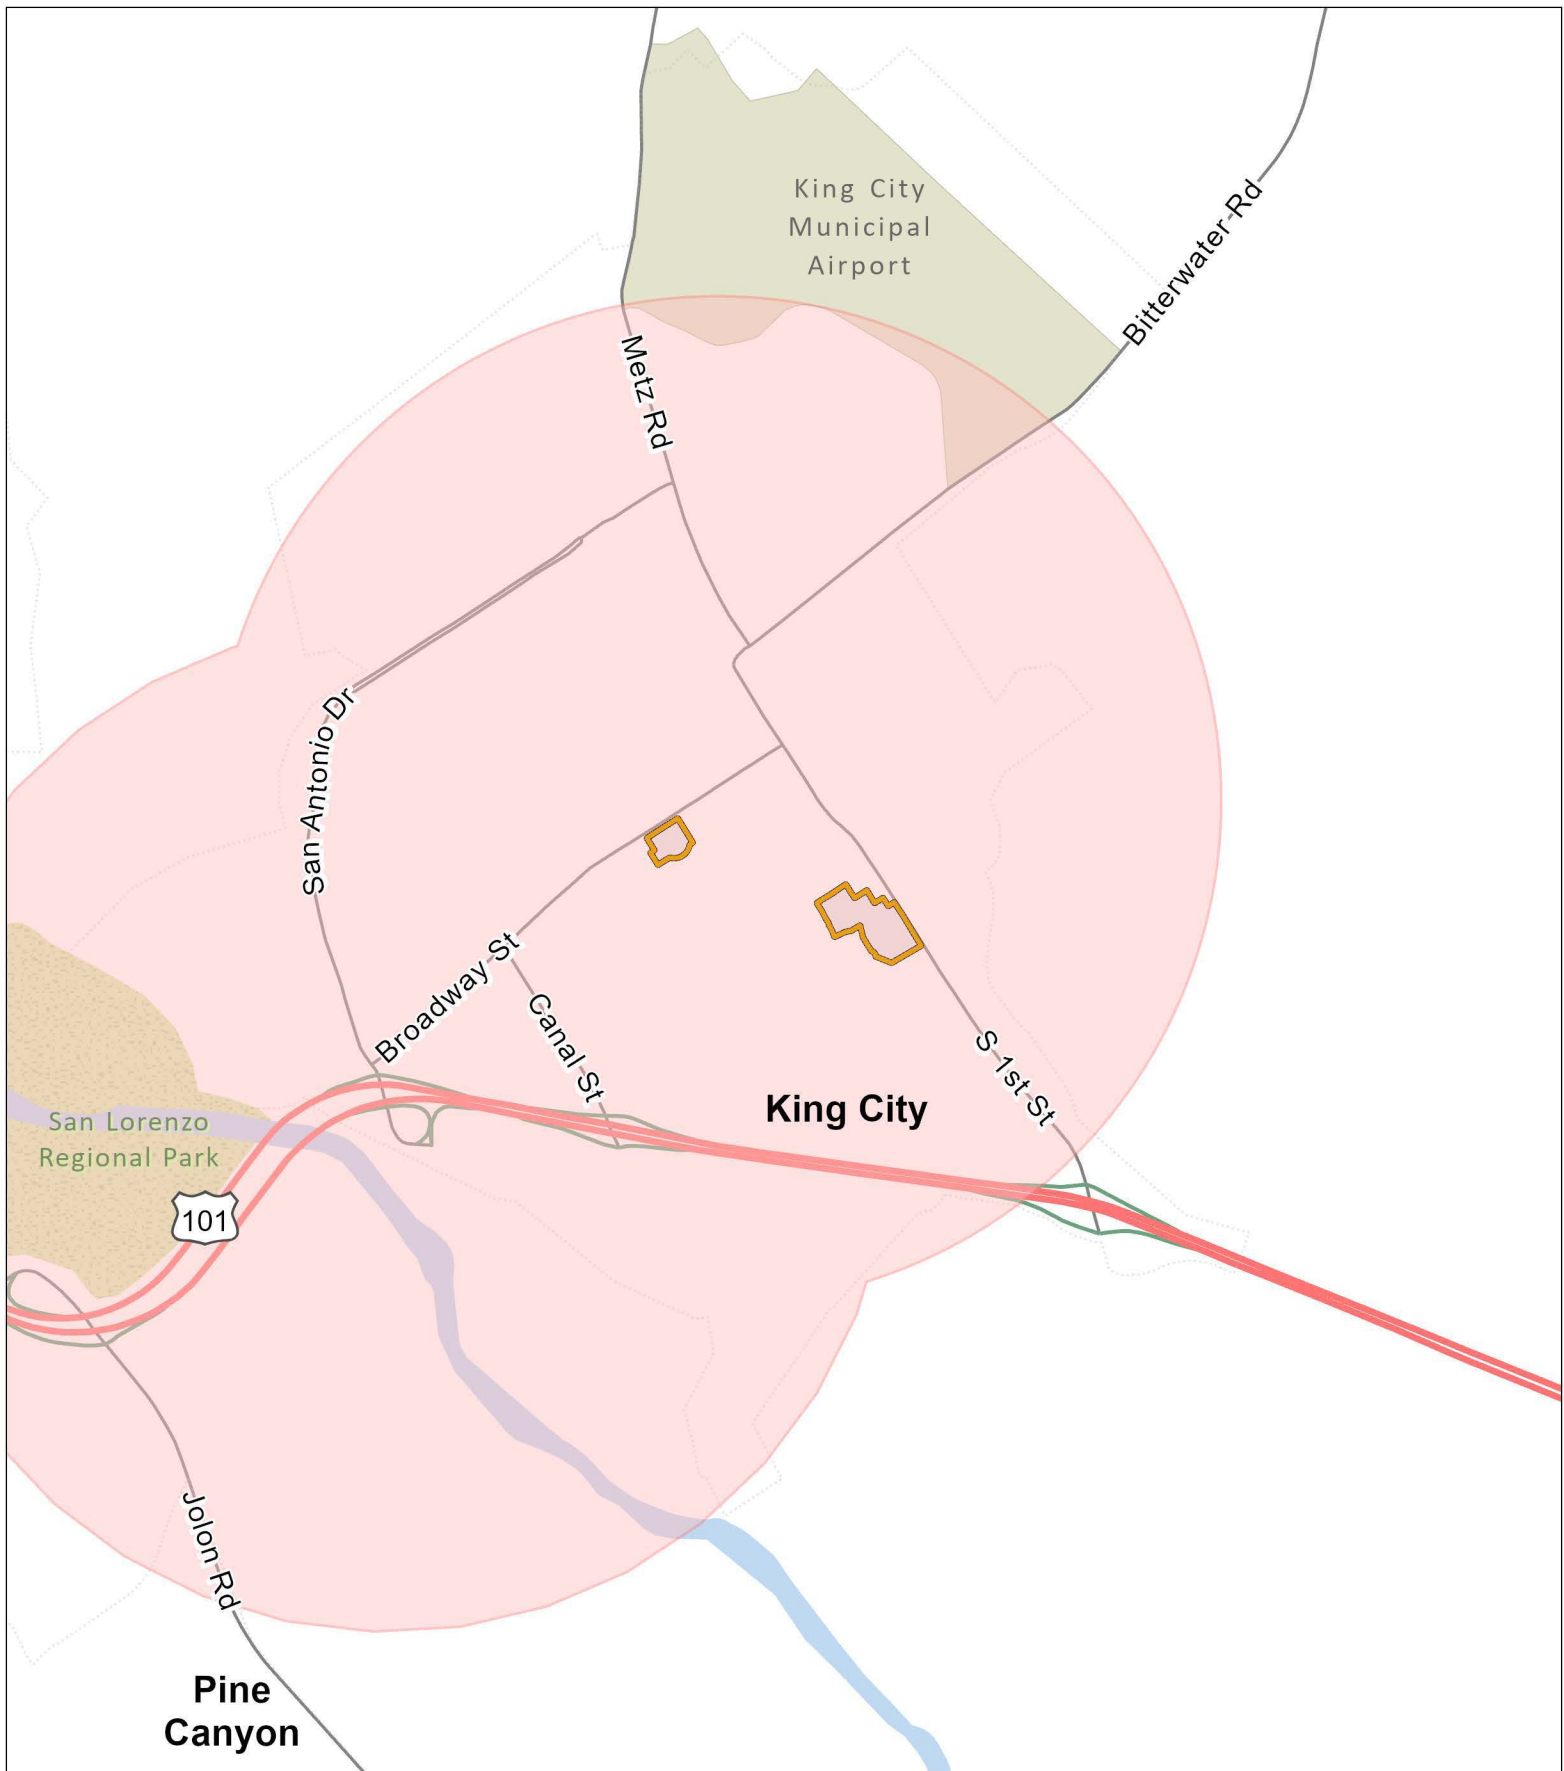 King City
Municipal
Airport
Bitterwater Rd
Metz Rd
San Antonio Dr
Broadway St
Canal St
S 1st St
King City
San Lorenzo
Regional Park
101
Jolon Rd
Pine
Canyon